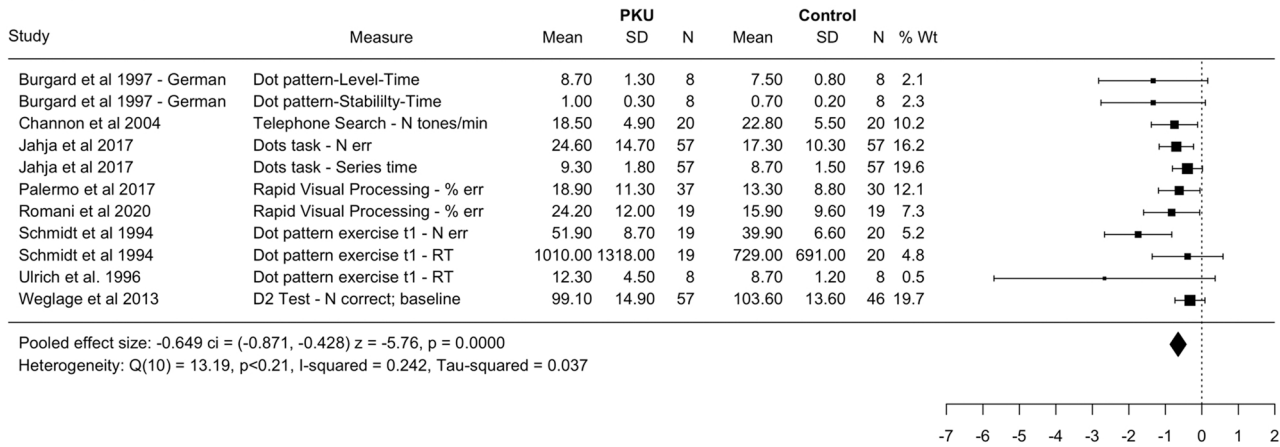 PKU Control
Study Measure Mean SD N Mean SD N % Wt
Burgard et al 1997 - German Dot pattern-Level-Time 8.70 1.30 8 7.50 0.80 8 2.1
Burgard et al 1997 - German Dot pattern-Stabililty-Time 1.00 0.30 8 0.70 0.20 8 2.3
Channon et al 2004 Telephone Search - N tones/min 18.50 4.90 20 22.80 5.50 20 10.2
Jahja et al 2017 Dots task - N err 24.60 14.70 57 17.30 10.30 57 16.2
Jahja et al 2017 Dots task - Series time 9.30 1.80 57 8.70 1.50 57 19.6
Palermo et al 2017 Rapid Visual Processing - % err 18.90 11.30 37 13.30 8.80 30 12.1
Romani et al 2020 Rapid Visual Processing - % err 24.20 12.00 19 15.90 9.60 19 7.3
Schmidt et al 1994 Dot pattern exercise t1 - N err 51.90 8.70 19 39.90 6.60 20 5.2
Schmidt et al 1994 Dot pattern exercise t1 - RT 1010.00 1318.00 19 729.00 691.00 20 4.8
Ulrich et al. 1996 Dot pattern exercise t1 - RT 12.30 4.50 8 8.70 1.20 8 0.5
Weglage et al 2013 D2 Test - N correct; baseline 99.10 14.90 57 103.60 13.60 46 19.7
Pooled effect size: -0.649 ci = (-0.871, -0.428) z = -5.76, p = 0.0000
Heterogeneity: Q(10) = 13.19, p<0.21, I-squared = 0.242, Tau-squared = 0.037
-7 -6 -5 -4 -3 -2 -1 0 1 2